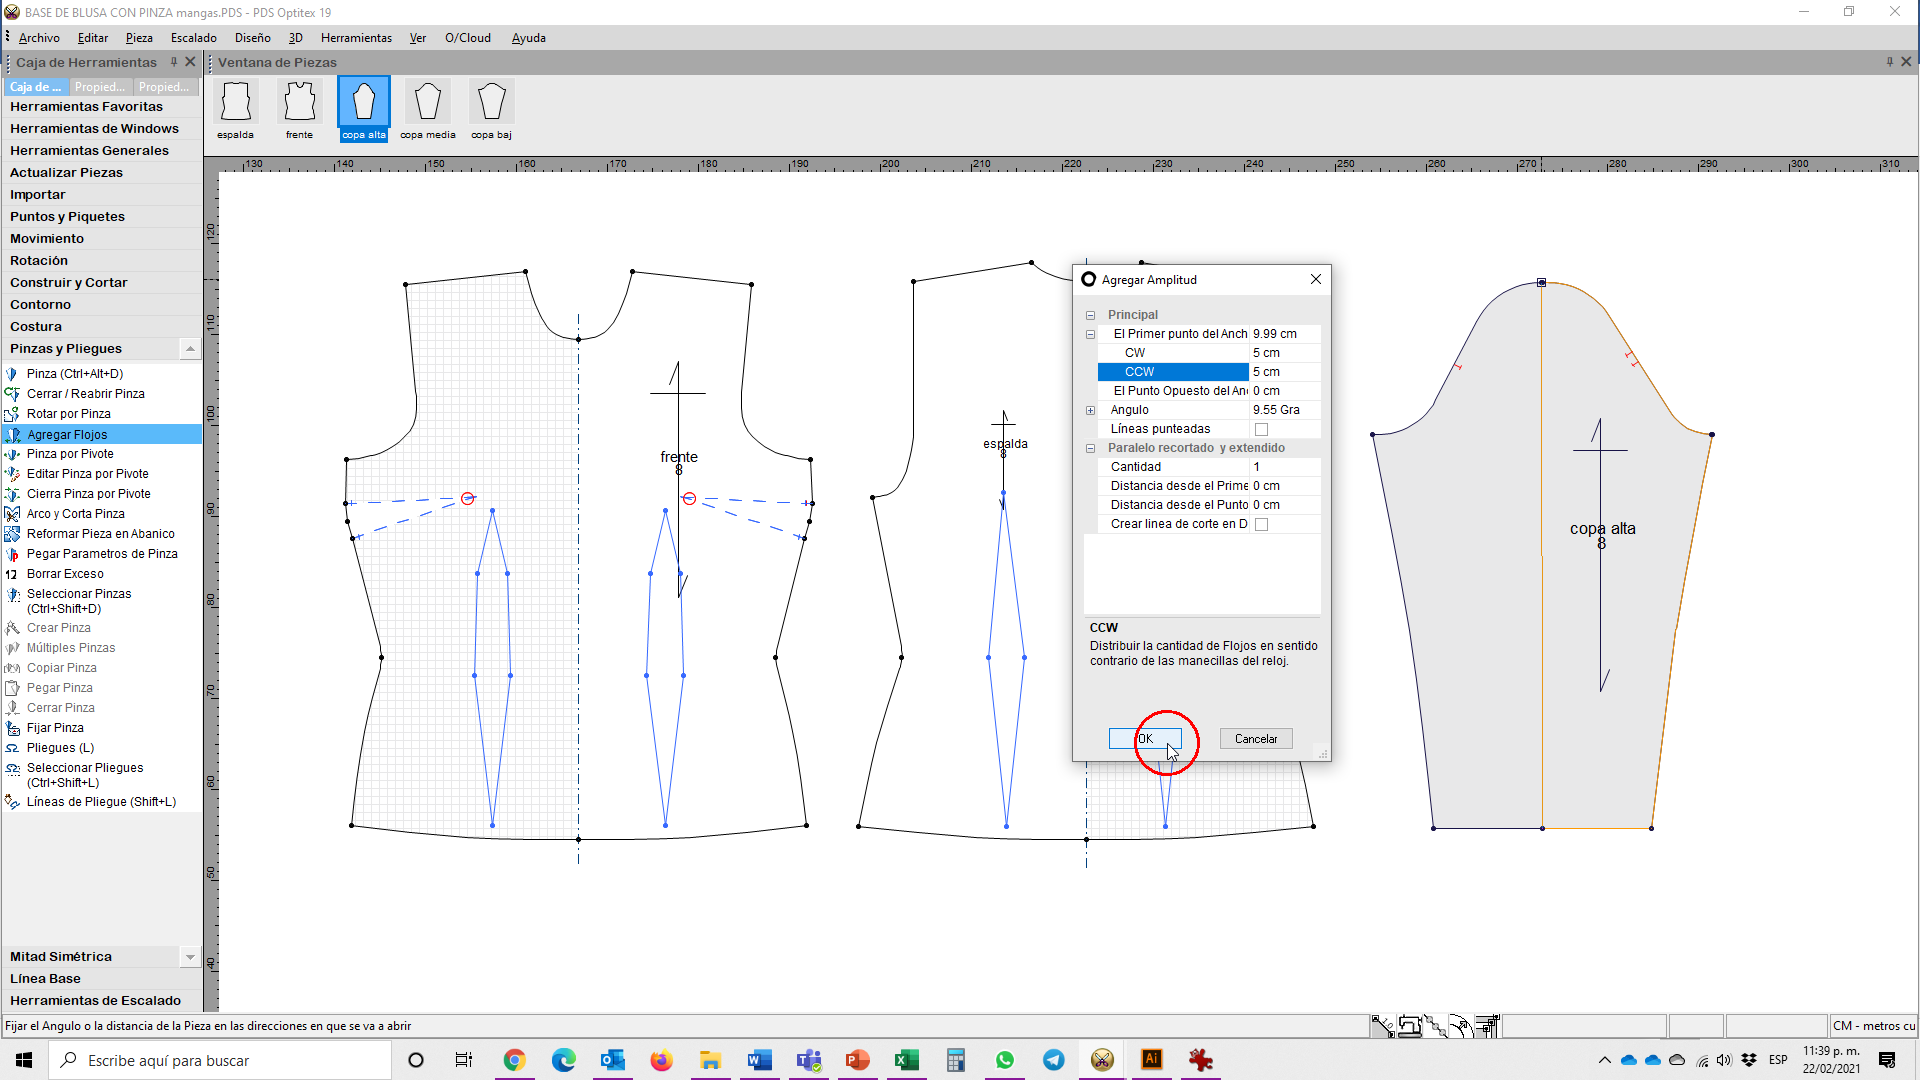 BASE DE BLUSA CON PINZA mangas.PDS - PDS Optitex 19
Archivo Editar Pieza Escalado Diseño 3D Herramientas Ver O/Cloud Ayuda
Caja de Herramientas
Ventana de Piezas
Caja de ... Propied... Propied...
Herramientas Favoritas
Herramientas de Windows
Herramientas Generales
Actualizar Piezas
Importar
Puntos y Piquetes
Movimiento
Rotación
Construir y Cortar
Contorno
Costura
Pinzas y Pliegues
Pinza (Ctrl+Alt+D)
Cerrar / Reabrir Pinza
Rotar por Pinza
Agregar Flojos
Pinza por Pivote
Editar Pinza por Pivote
Cierra Pinza por Pivote
Arco y Corta Pinza
Reformar Pieza en Abanico
Pegar Parametros de Pinza
Borrar Exceso
Seleccionar Pinzas
(Ctrl+Shift+D)
Crear Pinza
Múltiples Pinzas
Copiar Pinza
Pegar Pinza
Cerrar Pinza
Fijar Pinza
Pliegues (L)
Seleccionar Pliegues
(Ctrl+Shift+L)
Líneas de Pliegue (Shift+L)
Mitad Simétrica
Línea Base
Herramientas de Escalado
espalda frente copa alta copa media copa baj
130 140 150 160 170 180 190 200 210 220 230 240 250 260 270 280 290 300 310
120
110
100
90
80
70
60
50
40
frente
8
espalda
8
copa alta
8
Agregar Amplitud
Principal
El Primer punto del Anch 9.99 cm
CW 5 cm
CCW 5 cm
El Punto Opuesto del An 0 cm
Angulo 9.55 Gra
Líneas punteadas
Paralelo recortado y extendido
Cantidad 1
Distancia desde el Prime 0 cm
Distancia desde el Punto 0 cm
Crear linea de corte en D
CCW
Distribuir la cantidad de Flojos en sentido
contrario de las manecillas del reloj.
OK Cancelar
Fijar el Angulo o la distancia de la Pieza en las direcciones en que se va a abrir
CM - metros cu
Escribe aquí para buscar
ESP
11:39 p. m.
22/02/2021